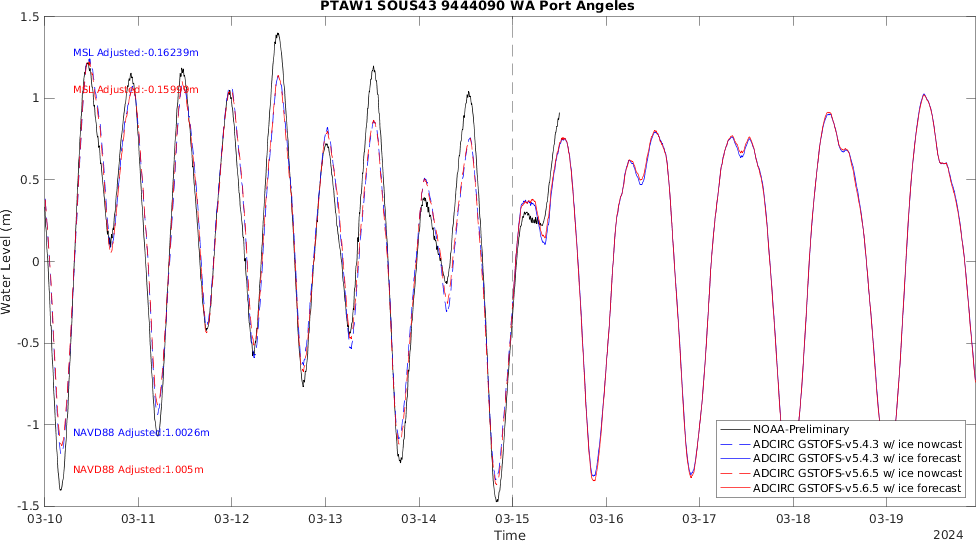 PTAW1 SOUS43 9444090 WA Port Angeles
1.5
1
0.5
0
-0.5
-1
-1.5
Water Level (m)
MSL Adjusted:-0.16239m
MSL Adjusted:-0.15999m
NAVD88 Adjusted:1.0026m
NAVD88 Adjusted:1.005m
NOAA-Preliminary
ADCIRC GSTOFS-v5.4.3 w/ ice nowcast
ADCIRC GSTOFS-v5.4.3 w/ ice forecast
ADCIRC GSTOFS-v5.6.5 w/ ice nowcast
ADCIRC GSTOFS-v5.6.5 w/ ice forecast
03-10 03-11 03-12 03-13 03-14 03-15 03-16 03-17 03-18 03-19
Time
2024